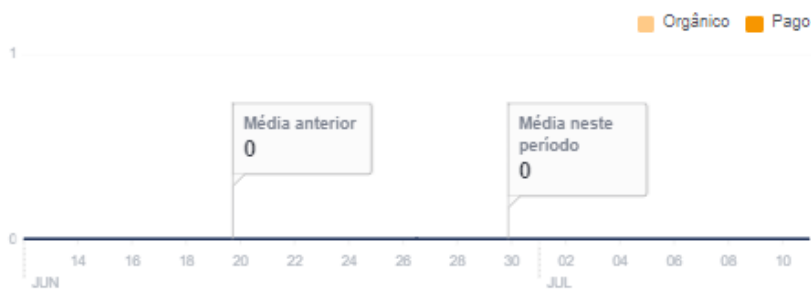 Orgânico Pago
1
Média anterior
0
Média neste
período
0
0
14 16 18 20 22 24 26 28 30 02 04 06 08 10
JUN JUL